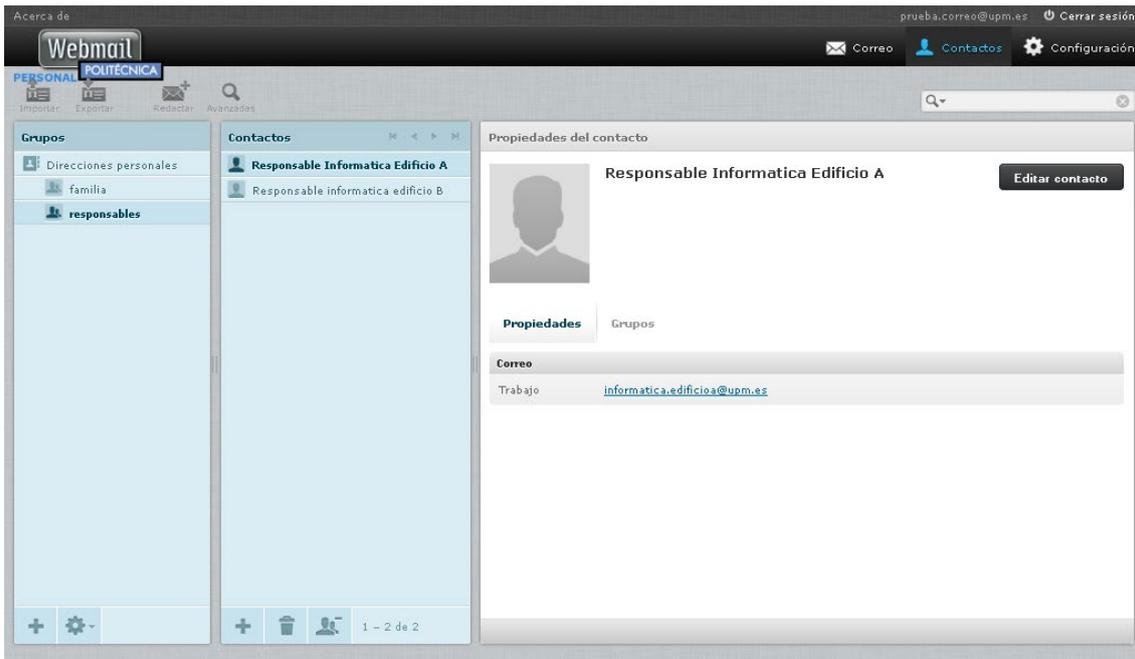 Acerca de
prueba.correo@upm.es Cerrar sesión
Webmail
POLITÉCNICA
Correo Contactos Configuración
PERSONAL
Importar Exportar Redactar Avanzadas
Grupos
Direcciones personales
familia
responsables
Contactos
Responsable Informatica Edificio A
Responsable informatica edificio B
1 – 2 de 2
Propiedades del contacto
Responsable Informatica Edificio A
Editar contacto
Propiedades Grupos
Correo
Trabajo informatica.edificioa@upm.es